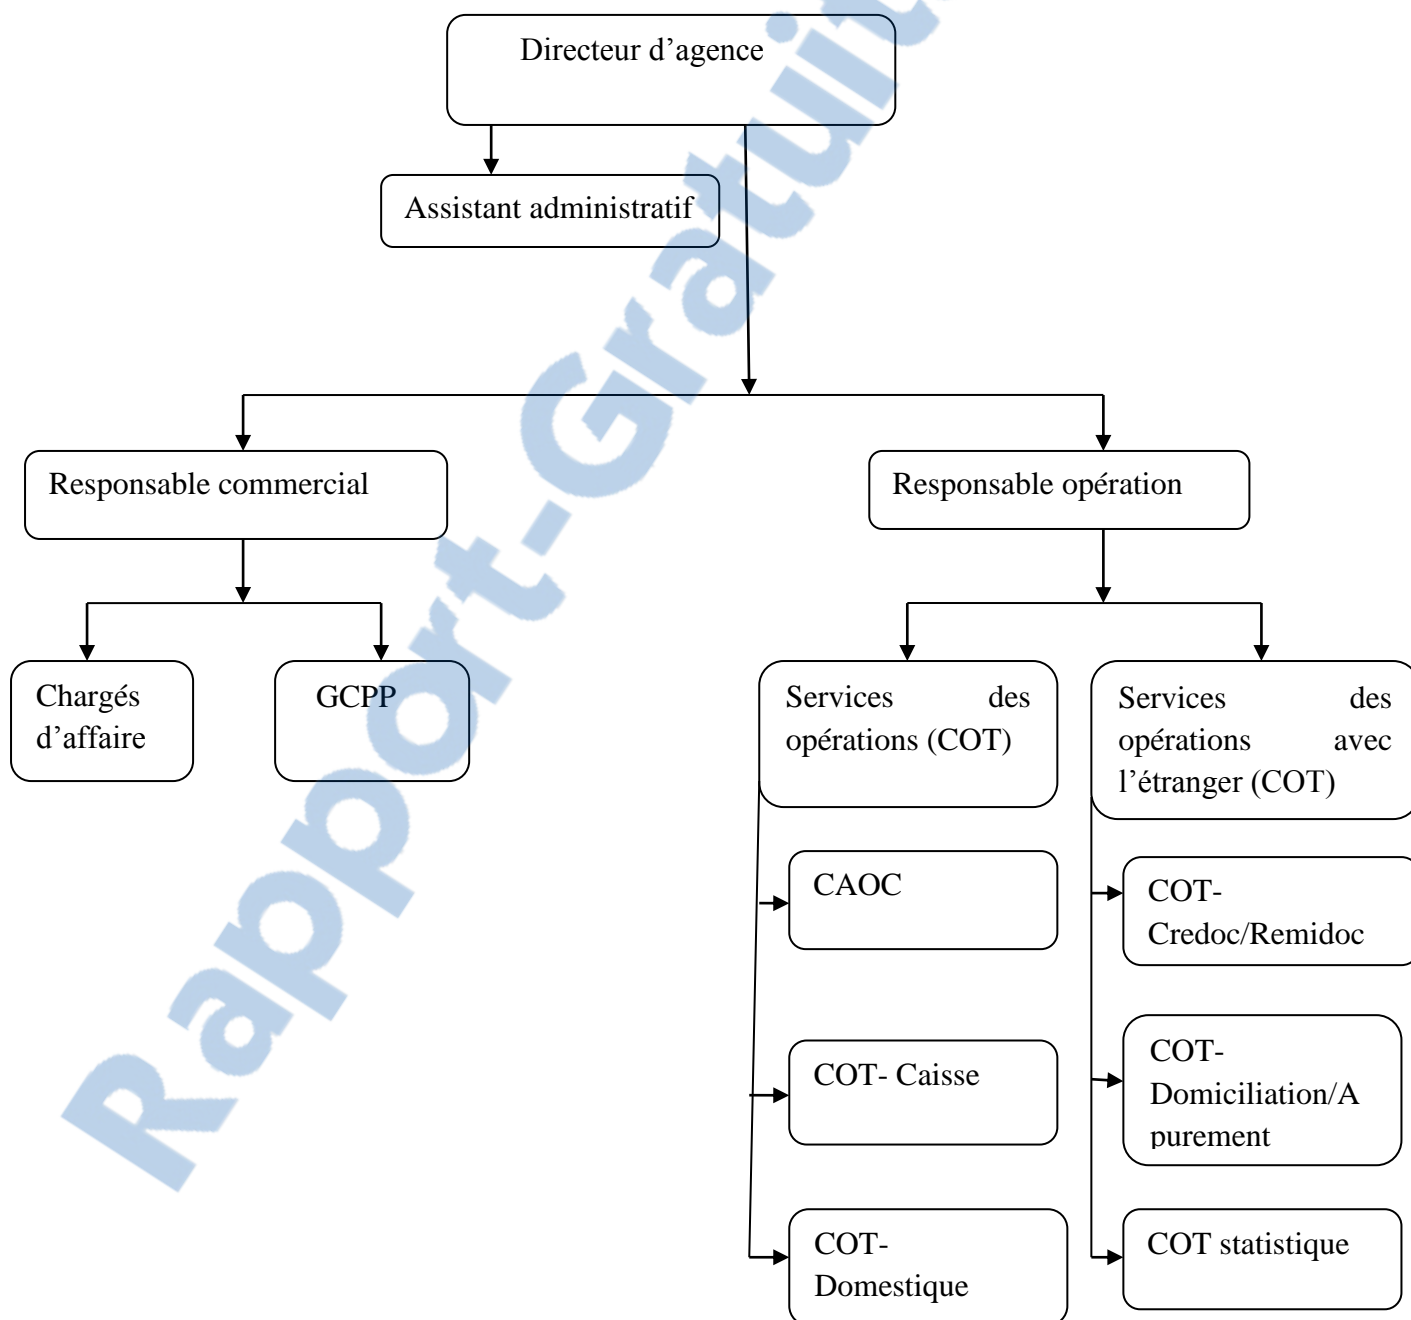 Directeur d’agence
Assistant administratif
Responsable commercial
Responsable opération
Chargés
d’affaire
GCPP
Services des
opérations (COT)
Services des
opérations avec
l’étranger (COT)
CAOC
COT-
Credoc/Remidoc
COT- Caisse
COT-
Domiciliation/A
purement
COT-
Domestique
COT statistique
Rapport-Gratuit